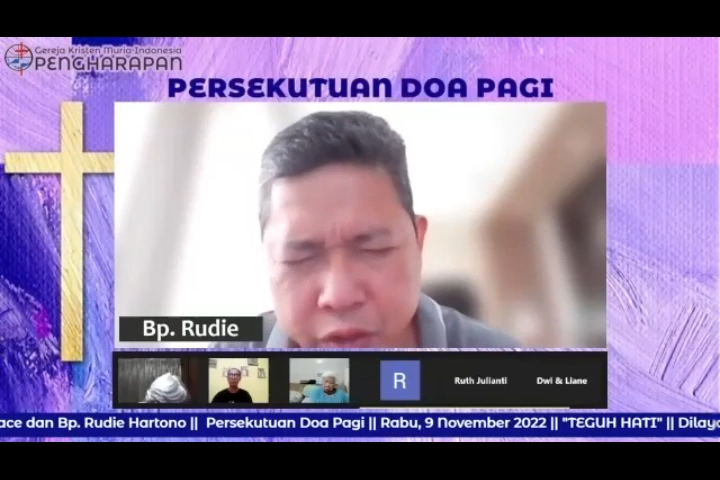 Gereja Kristen Muria Indonesia
PENGHARAPAN
PERSEKUTUAN DOA PAGI
Bp. Rudie
R
Ruth Julianti
Dwi & Liane
ace dan Bp. Rudie Hartono || Persekutuan Doa Pagi || Rabu, 9 November 2022 || "TEGUH HATI" || Dilaya